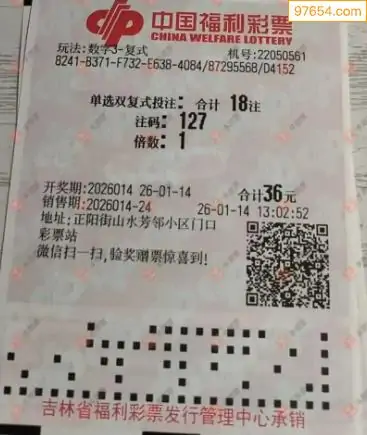 97654.com
中国福利彩票
CHINA WELFARE LOTTERY
玩法:数字3-复式 机号:22050561
8241-B371-F732-E638-4084/8729556B/D4152
单选双复式投注: 合计 18注
注码: 127
倍数: 1
开奖期:2026014 26-01-14 合计36元
销售期:2026014-24 26-01-14 13:02:52
地址:正阳街山水芳邻小区门口
彩票站
微信扫一扫,验奖赠票惊喜到!
吉林省福利彩票发行管理中心承销